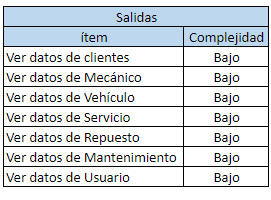 Salidas
ítem Complejidad
Ver datos de clientes Bajo
Ver datos de Mecánico Bajo
Ver datos de Vehículo Bajo
Ver datos de Servicio Bajo
Ver datos de Repuesto Bajo
Ver datos de Mantenimiento Bajo
Ver datos de Usuario Bajo